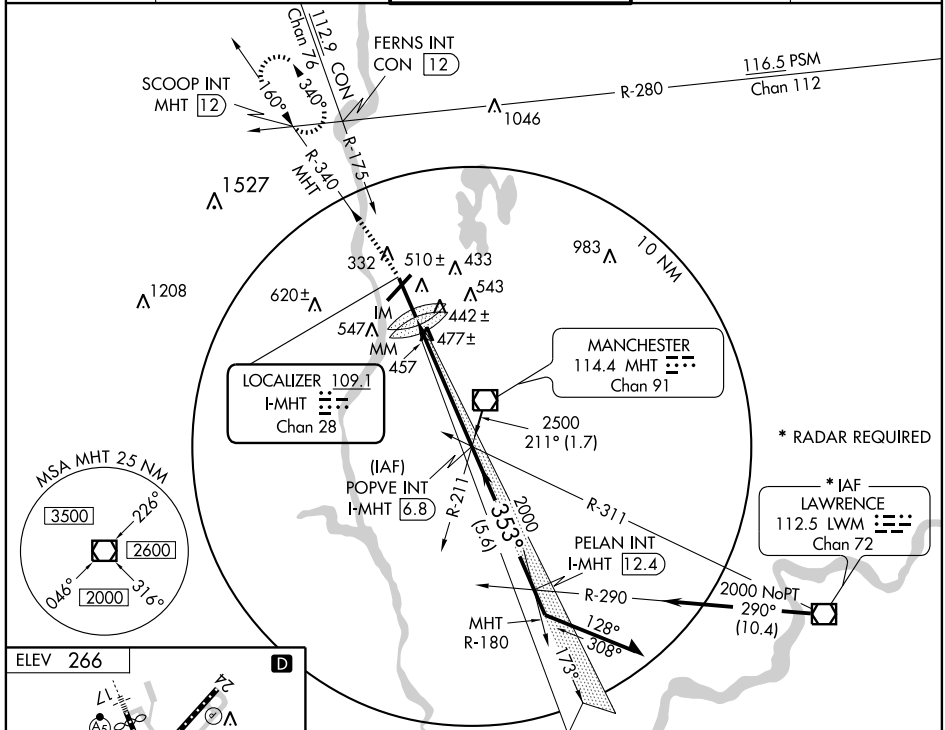 112.9 CON
Chan 76
FERNS INT
CON 12
SCOOP INT
MHT 12
160°
340°
116.5 PSM
Chan 112
R-280
1046
R-175
R-340
MHT
1527
10 NM
983
332
510±
433
543
620±
1208
IM
442±
547
477±
MM
457
LOCALIZER 109.1
I-MHT
Chan 28
MANCHESTER
114.4 MHT
Chan 91
2500
211° (1.7)
* RADAR REQUIRED
MSA MHT 25 NM
3500
226°
2600
046°
2000
316°
(IAF)
POPVE INT
I-MHT 6.8
R-211
353°
(5.6)
2000
R-311
* IAF
LAWRENCE
112.5 LWM
Chan 72
PELAN INT
I-MHT 12.4
R-290
2000 NoPT
290°
(10.4)
MHT
R-180
128°
308°
173°
ELEV 266
D
17
24
A5